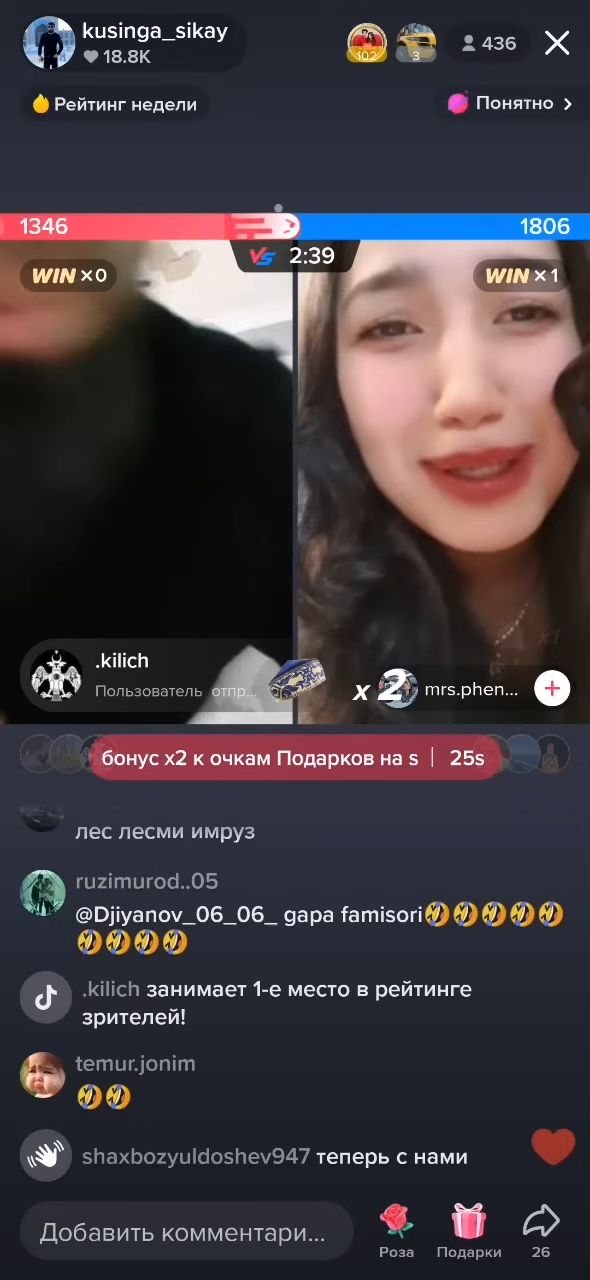 kusinga_sikay
18.8K
102
3
436
Рейтинг недели
Понятно
1346
1806
WIN ×0
VS 2:39
WIN ×1
.kilich
Пользователь отпр...
x 2
mrs.phen...
бонус x2 к очкам Подарков на s | 25s
лес лесми имруз
ruzimurod..05
@Djiyanov_06_06_ gapa famisori🤣🤣🤣🤣🤣
🤣🤣🤣🤣
.kilich занимает 1-е место в рейтинге
зрителей!
temur.jonim
🤣🤣
shaxbozyuldoshev947 теперь с нами
Добавить комментари...
Роза
Подарки
26